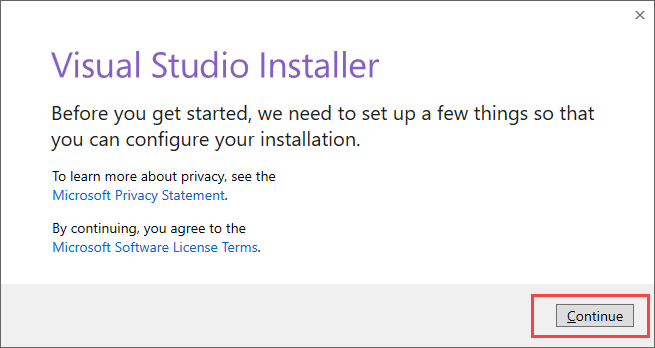 Visual Studio Installer
Before you get started, we need to set up a few things so that
you can configure your installation.
To learn more about privacy, see the
Microsoft Privacy Statement.
By continuing, you agree to the
Microsoft Software License Terms.
Continue